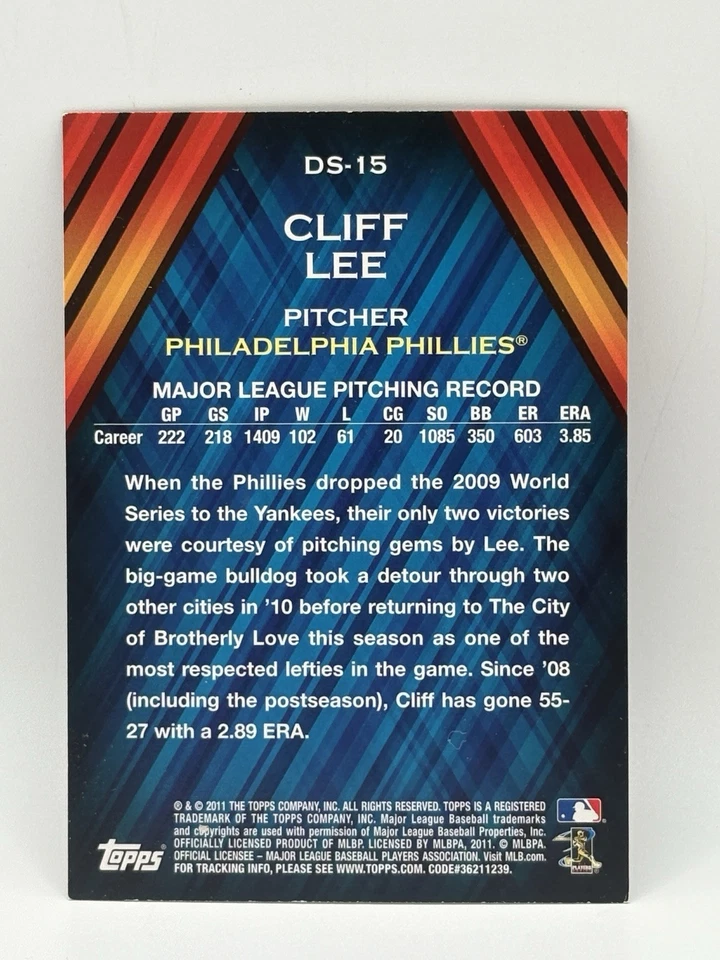 DS-15
CLIFF
LEE
PITCHER
PHILADELPHIA PHILLIES®
MAJOR LEAGUE PITCHING RECORD
GP GS IP W L CG SO BB ER ERA
Career 222 218 1409 102 61 20 1085 350 603 3.85
When the Phillies dropped the 2009 World
Series to the Yankees, their only two victories
were courtesy of pitching gems by Lee. The
big-game bulldog took a detour through two
other cities in '10 before returning to The City
of Brotherly Love this season as one of the
most respected lefties in the game. Since '08
(including the postseason), Cliff has gone 55-
27 with a 2.89 ERA.
® & © 2011 THE TOPPS COMPANY, INC. ALL RIGHTS RESERVED. TOPPS IS A REGISTERED
TRADEMARK OF THE TOPPS COMPANY, INC. Major League Baseball trademarks
and copyrights are used with permission of Major League Baseball Properties, Inc.
OFFICIALLY LICENSED PRODUCT OF MLBP. LICENSED BY MLBPA, 2011. © MLBPA.
OFFICIAL LICENSEE – MAJOR LEAGUE BASEBALL PLAYERS ASSOCIATION. Visit MLB.com.
FOR TRACKING INFO, PLEASE SEE WWW.TOPPS.COM. CODE#36211239.
Topps
PLAYERS